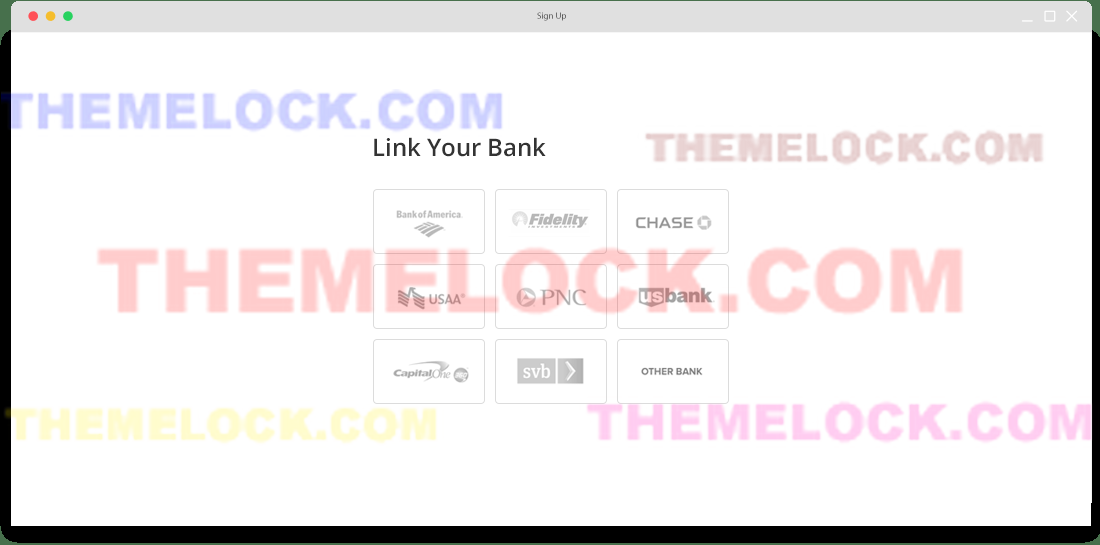 Sign Up
THEMELOCK.COM
THEMELOCK.COM
Link Your Bank
Bank of America
Fidelity
INVESTMENTS
CHASE
THEMELOCK.COM
USAA®
PNC
usbank
Capital One
svb
OTHER BANK
THEMELOCK.COM
THEMELOCK.COM